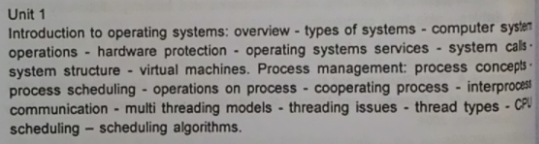 Unit 1
Introduction to operating systems: overview - types of systems - computer system
operations - hardware protection - operating systems services - system calls -
system structure - virtual machines. Process management: process concepts -
process scheduling - operations on process - cooperating process - interprocess
communication - multi threading models - threading issues - thread types - CPU
scheduling – scheduling algorithms.